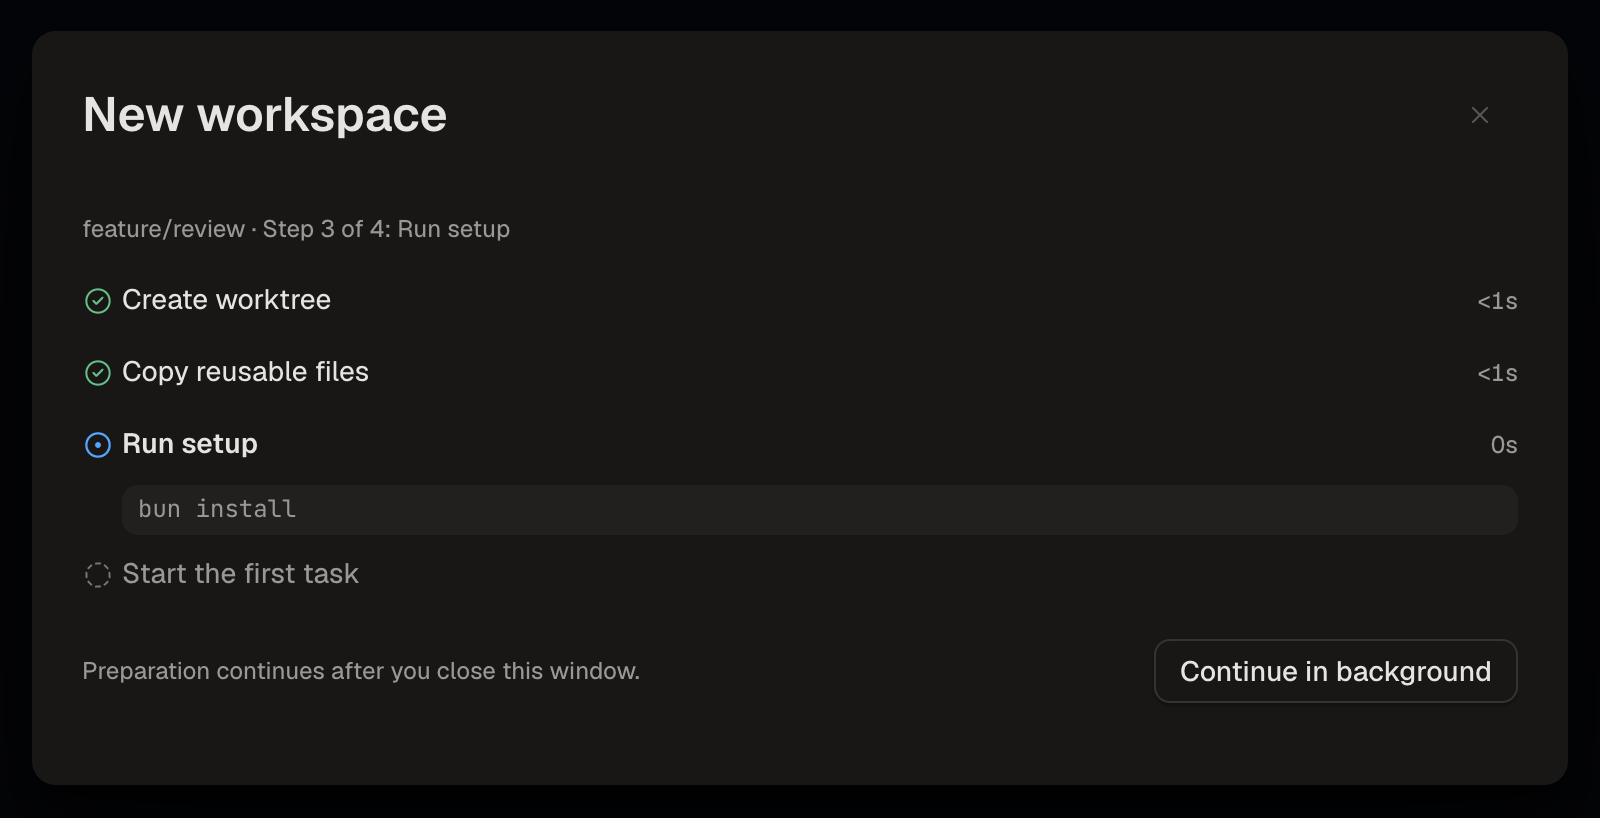 New workspace
feature/review · Step 3 of 4: Run setup
Create worktree <1s
Copy reusable files <1s
Run setup 0s
bun install
Start the first task
Preparation continues after you close this window.
Continue in background